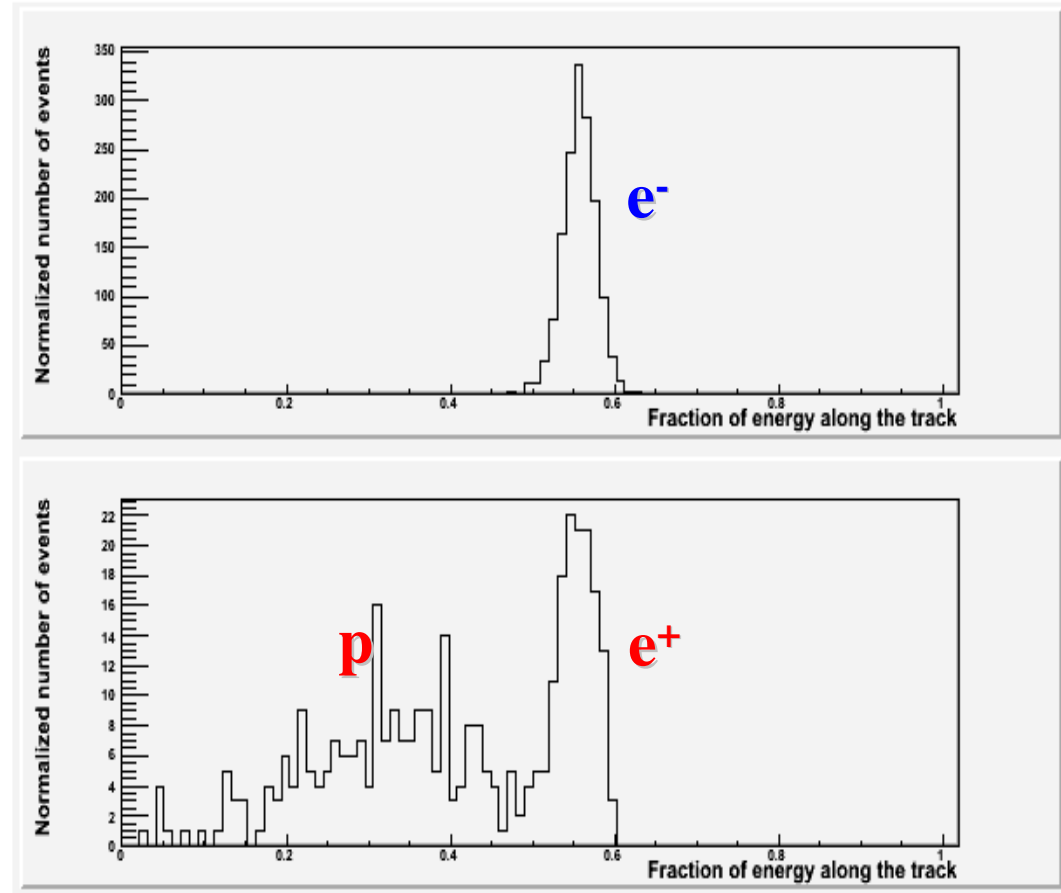 Normalized number of events
350
300
250
200
150
100
50
0
e-
0 0.2 0.4 0.6 0.8 1
Fraction of energy along the track
Normalized number of events
22
20
18
16
14
12
10
8
6
4
2
0
p
e+
0 0.2 0.4 0.6 0.8 1
Fraction of energy along the track